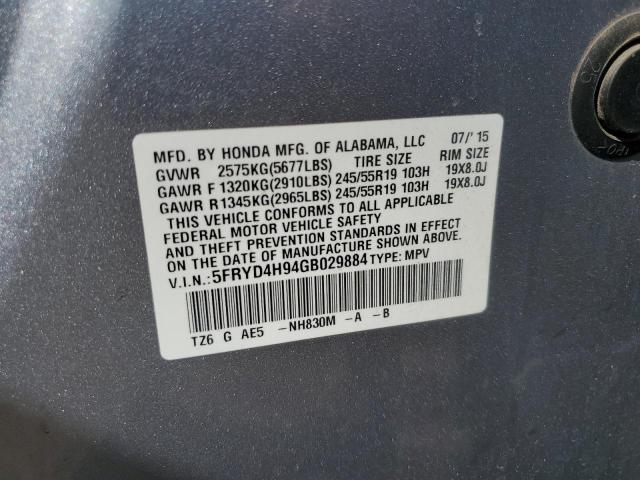 MFD. BY HONDA MFG. OF ALABAMA, LLC 07/'15
GVWR 2575KG(5677LBS) TIRE SIZE RIM SIZE
GAWR F 1320KG(2910LBS) 245/55R19 103H 19X8.0J
GAWR R1345KG(2965LBS) 245/55R19 103H 19X8.0J
THIS VEHICLE CONFORMS TO ALL APPLICABLE
FEDERAL MOTOR VEHICLE SAFETY
AND THEFT PREVENTION STANDARDS IN EFFECT
ON THE DATE OF MANUFACTURE SHOWN ABOVE.
V.I.N.: 5FRYD4H94GB029884 TYPE: MPV
TZ6 G AE5 -NH830M -A -B